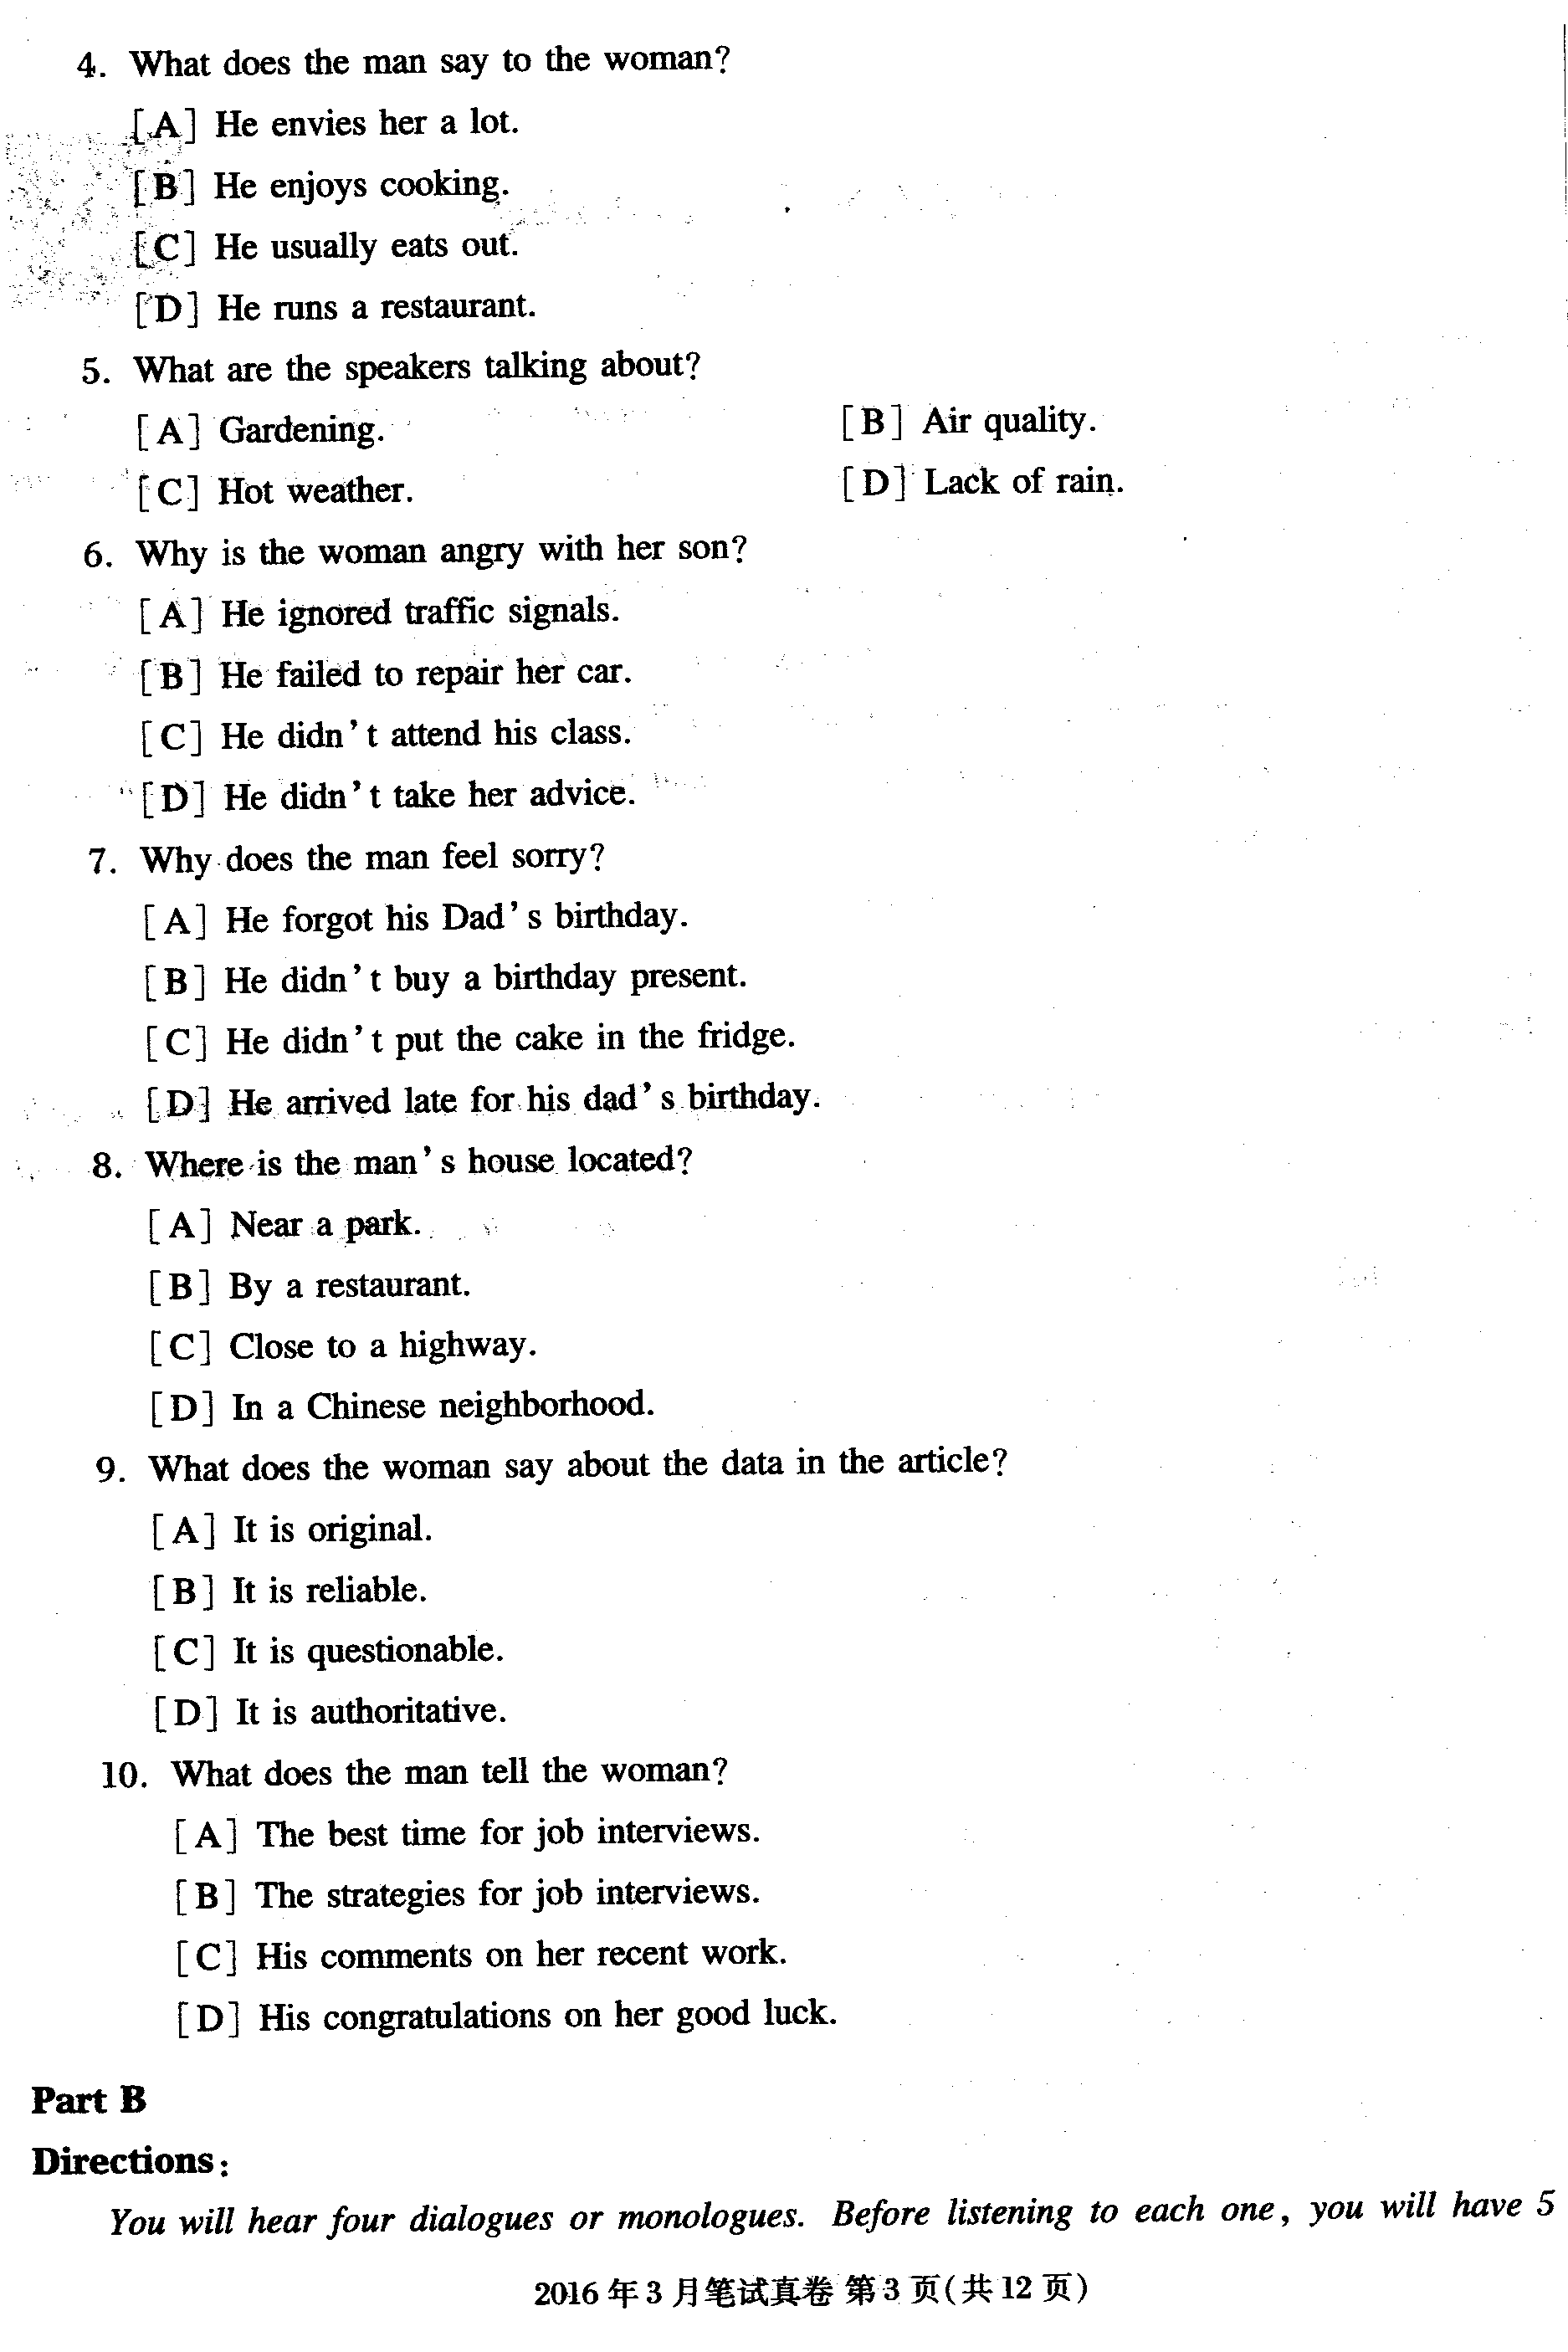 4. What does the man say to the woman?
[A] He envies her a lot.
[B] He enjoys cooking.
[C] He usually eats out.
[D] He runs a restaurant.
5. What are the speakers talking about?
[A] Gardening. [B] Air quality.
[C] Hot weather. [D] Lack of rain.
6. Why is the woman angry with her son?
[A] He ignored traffic signals.
[B] He failed to repair her car.
[C] He didn't attend his class.
[D] He didn't take her advice.
7. Why does the man feel sorry?
[A] He forgot his Dad's birthday.
[B] He didn't buy a birthday present.
[C] He didn't put the cake in the fridge.
[D] He arrived late for his dad's birthday.
8. Where is the man's house located?
[A] Near a park.
[B] By a restaurant.
[C] Close to a highway.
[D] In a Chinese neighborhood.
9. What does the woman say about the data in the article?
[A] It is original.
[B] It is reliable.
[C] It is questionable.
[D] It is authoritative.
10. What does the man tell the woman?
[A] The best time for job interviews.
[B] The strategies for job interviews.
[C] His comments on her recent work.
[D] His congratulations on her good luck.
Part B
Directions:
You will hear four dialogues or monologues. Before listening to each one, you will have 5
2016年3月笔试真卷 第3页(共12页)